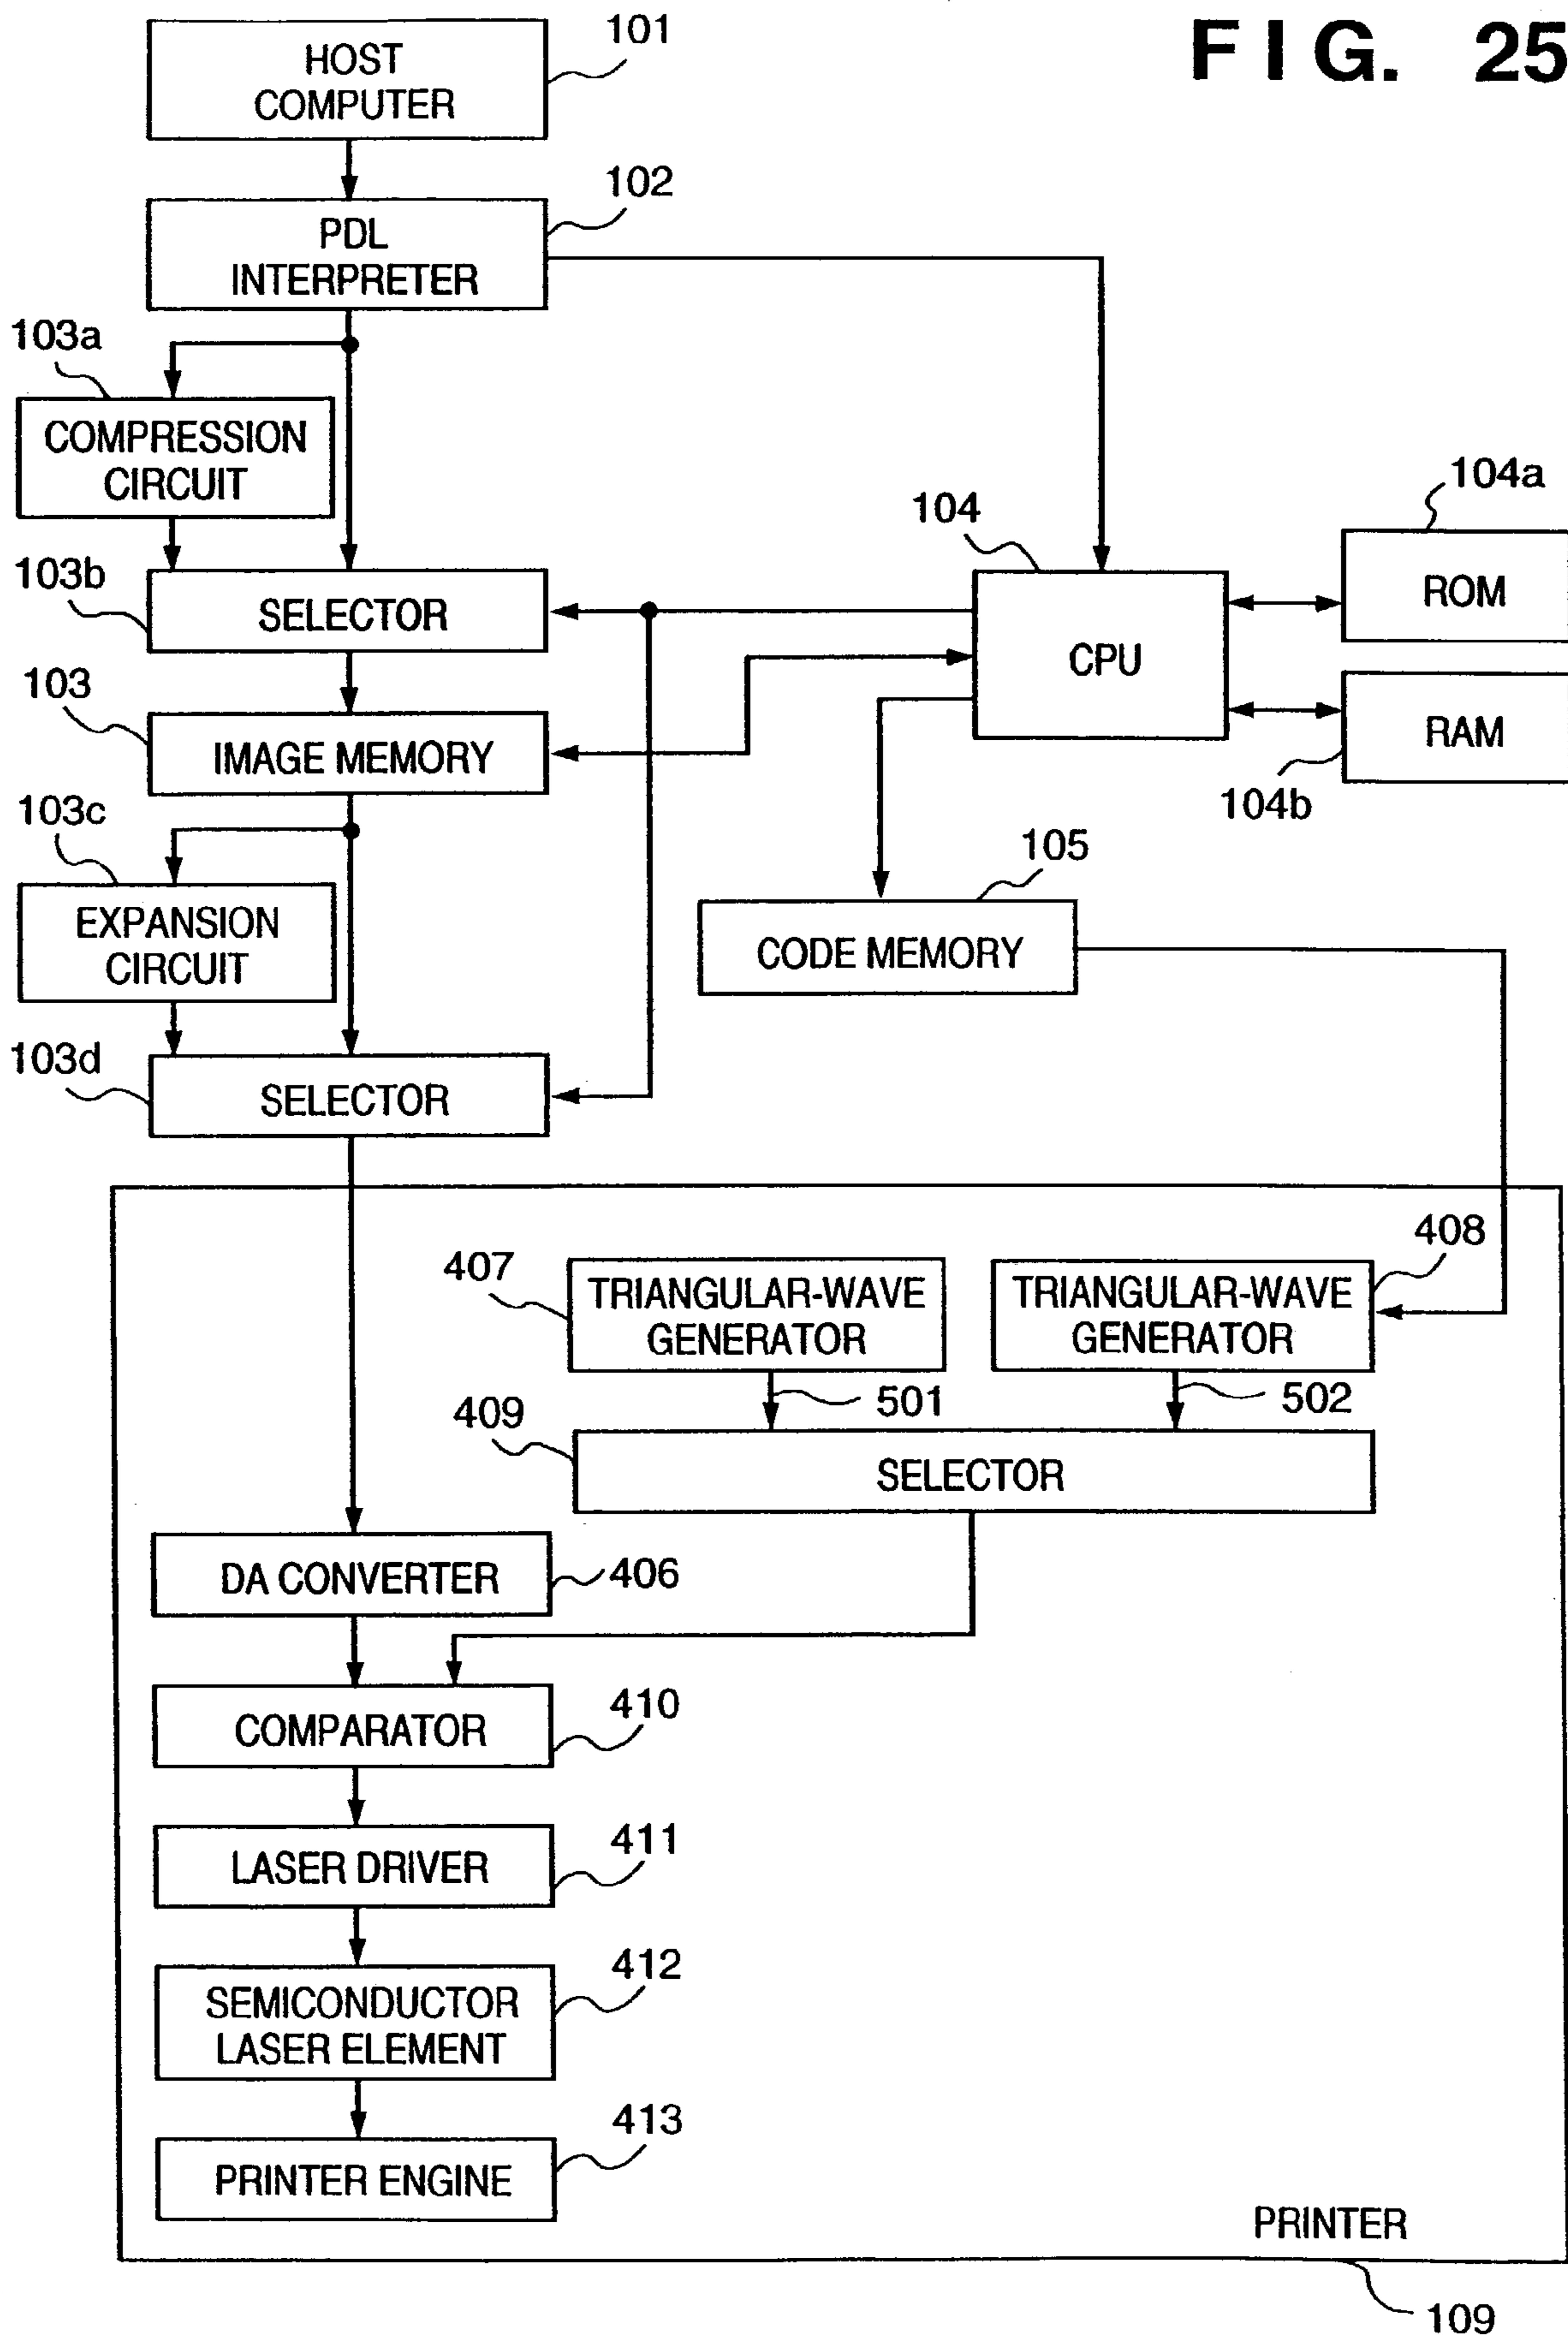 FIG. 25
101
HOST
COMPUTER
102
PDL
INTERPRETER
103a
COMPRESSION
CIRCUIT
104
104a
ROM
103b
SELECTOR
CPU
103
IMAGE MEMORY
RAM
104b
103c
EXPANSION
CIRCUIT
105
CODE MEMORY
103d
SELECTOR
407
TRIANGULAR-WAVE
GENERATOR
408
TRIANGULAR-WAVE
GENERATOR
501
502
409
SELECTOR
DA CONVERTER
406
COMPARATOR
410
LASER DRIVER
411
SEMICONDUCTOR
LASER ELEMENT
412
PRINTER ENGINE
413
PRINTER
109